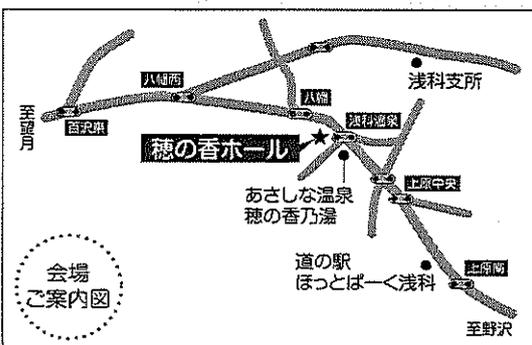 浅科支所
八幡西
八幡
至望月
百沢東
浅科温泉
穂の香ホール
上原中央
あさしな温泉
穂の香乃湯
道の駅
ほっとぱーく浅科
上原南
会場
ご案内図
至野沢